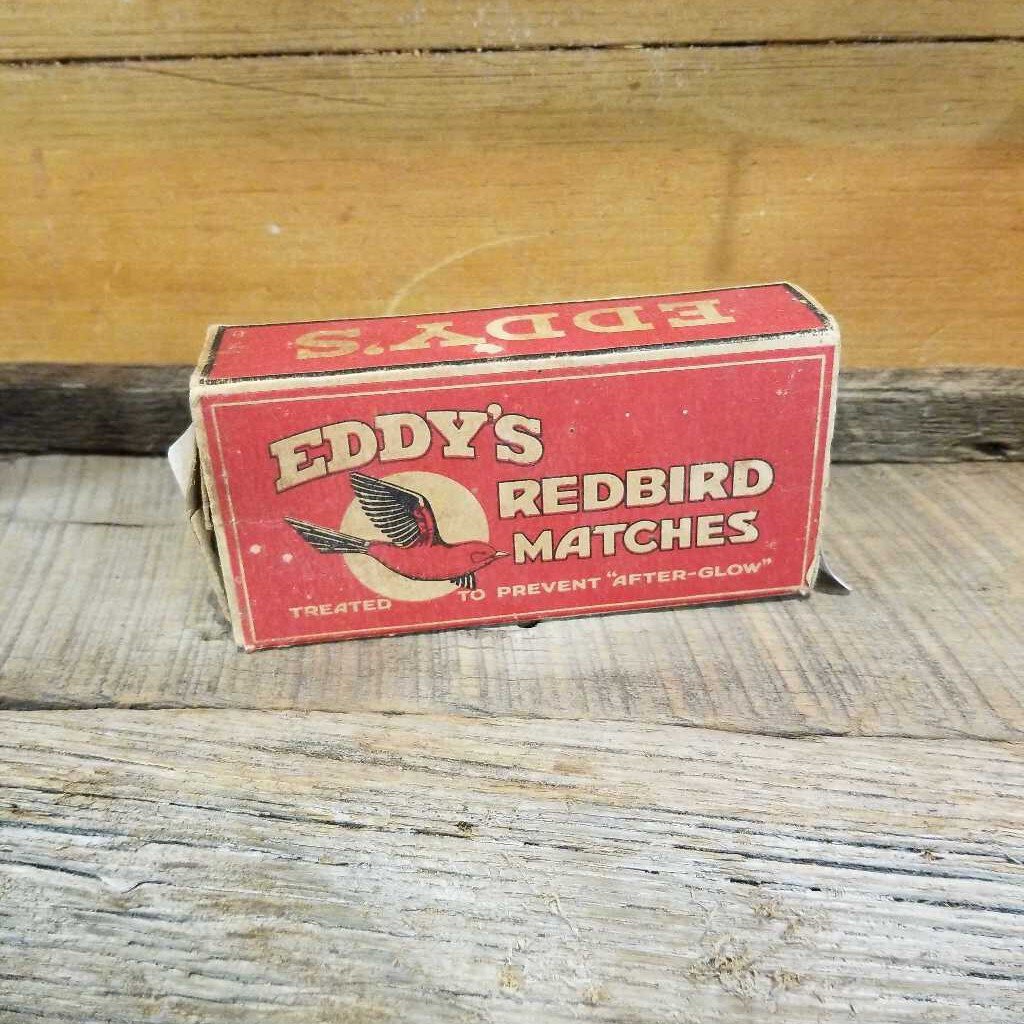 EDDY'S
EDDY'S
REDBIRD
MATCHES
TREATED TO PREVENT "AFTER-GLOW"